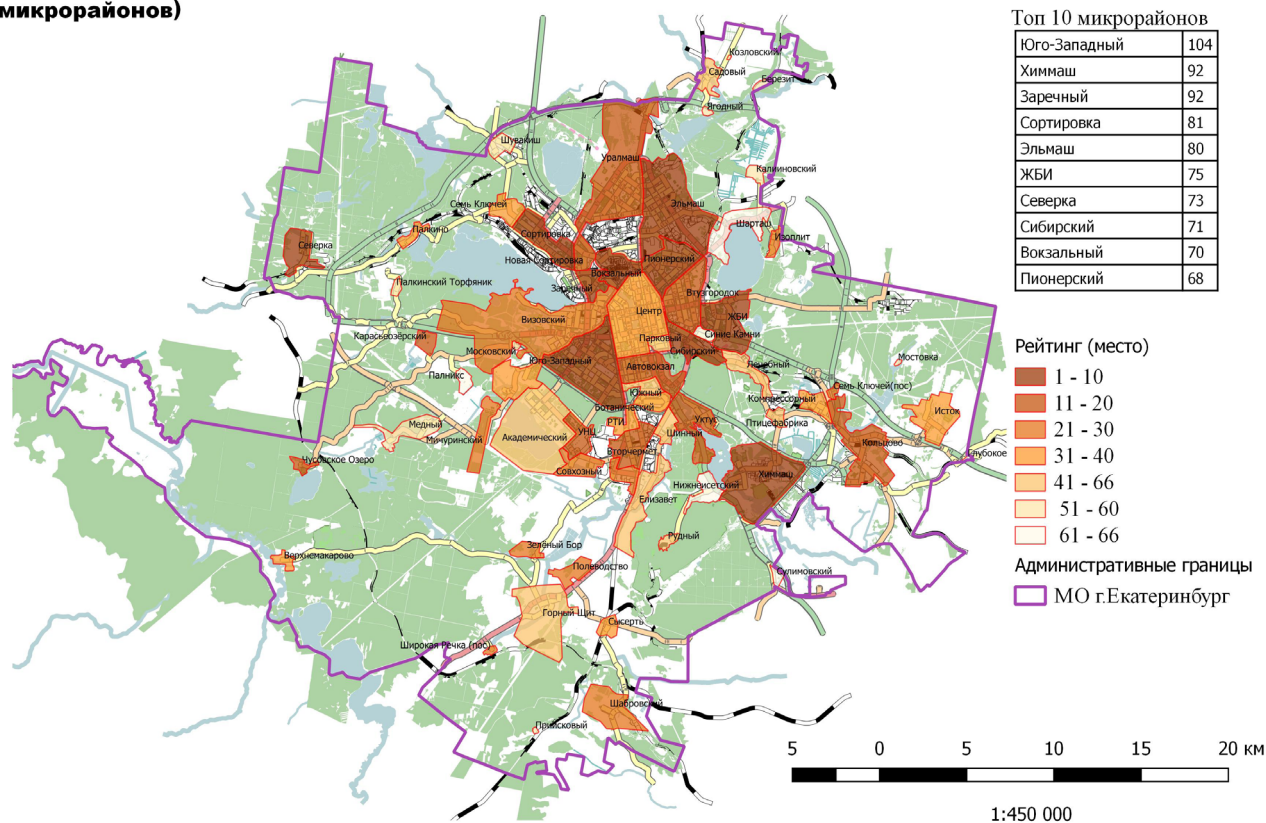 микрорайонов)
Топ 10 микрорайонов
Юго-Западный 104
Химмаш 92
Заречный 92
Сортировка 81
Эльмаш 80
ЖБИ 75
Северка 73
Сибирский 71
Вокзальный 70
Пионерский 68
Козловский
Садовый
Березит
Ягодный
Шувакиш
Уралмаш
Калиновский
Семь Ключей
Эльмаш
Палкино
Сортировка
Шарташ
Изоплит
Северка
Новая Сортировка
Пионерский
Вокзальный
Палкинский Торфяник
Заречный
Втузгородок
Визовский
Центр
ЖБИ
Карасьеозёрский
Парковый
Синие Камни
Московский
Юго-Западный
Сибирский
Мостовка
Палникс
Автовокзал
Лечебный
Семь Ключей(пос)
Южный
Компрессорный
Ботанический
Исток
Медный
РТИ
Уктус
Птицефабрика
Мичуринский
Академический
УНЦ
Шинный
Кольцово
Вторчермет
Глубокое
Чусовское Озеро
Совхозный
Химмаш
Нижнеисетский
Елизавет
Рудный
Зелёный Бор
Верхнемакарово
Полеводство
Сулимовский
Горный Щит
Сысерть
Широкая Речка (пос)
Шабровский
Приисковый
Рейтинг (место)
1 - 10
11 - 20
21 - 30
31 - 40
41 - 66
51 - 60
61 - 66
Административные границы
МО г.Екатеринбург
5 0 5 10 15 20 км
1:450 000